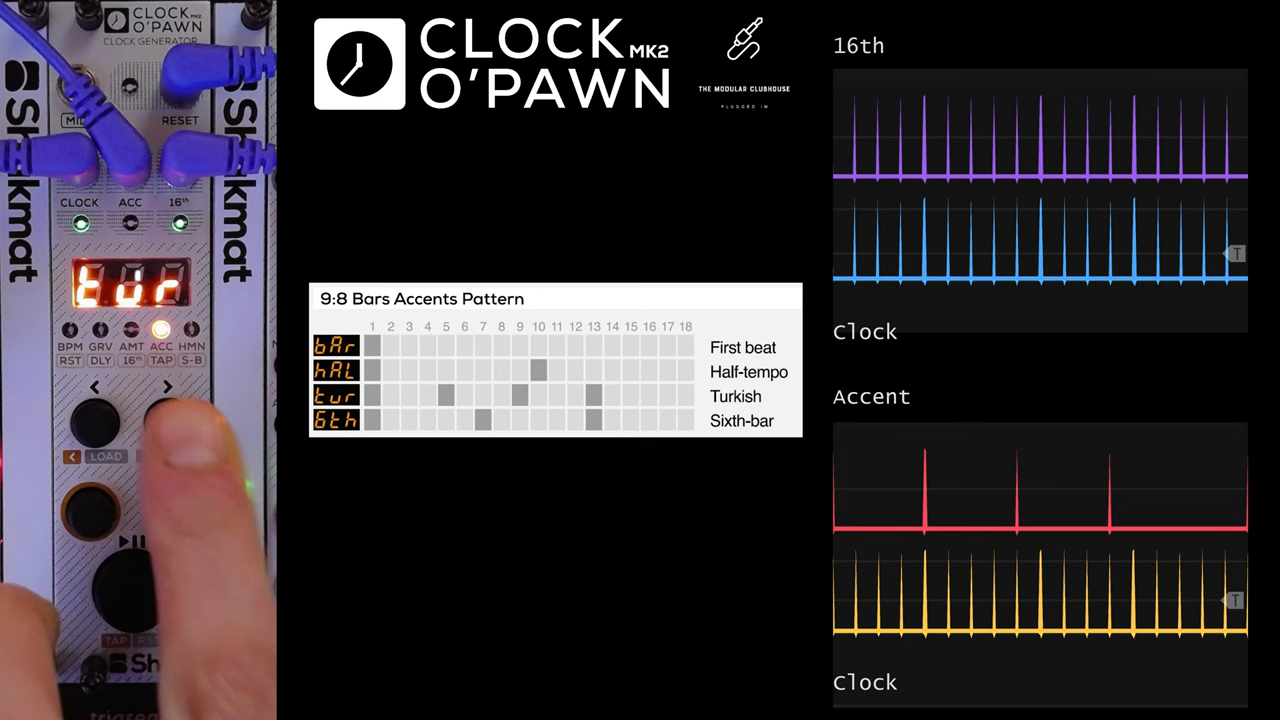 CLOCK MK2
O'PAWN
CLOCK GENERATOR
RESET
CLOCK ACC 16th
tur
BPM GRV AMT ACC HMN
RST DLY 16th TAP S-B
< >
< LOAD
TAP
Shakmat
CLOCK MK2
O'PAWN
THE MODULAR CLUBHOUSE
PLUGGED IN
9:8 Bars Accents Pattern
1 2 3 4 5 6 7 8 9 10 11 12 13 14 15 16 17 18
bAr First beat
hAL Half-tempo
tur Turkish
6th Sixth-bar
16th
T
Clock
Accent
T
Clock